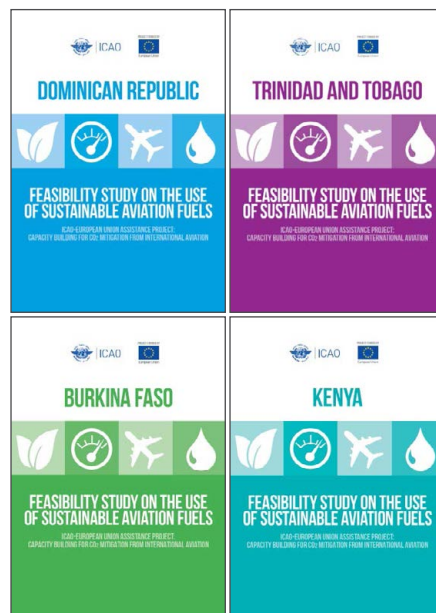 ICAO
DOMINICAN REPUBLIC
FEASIBILITY STUDY ON THE USE
OF SUSTAINABLE AVIATION FUELS
ICAO-EUROPEAN UNION ASSISTANCE PROJECT:
CAPACITY BUILDING FOR CO2 MITIGATION FROM INTERNATIONAL AVIATION
ICAO
TRINIDAD AND TOBAGO
FEASIBILITY STUDY ON THE USE
OF SUSTAINABLE AVIATION FUELS
ICAO-EUROPEAN UNION ASSISTANCE PROJECT:
CAPACITY BUILDING FOR CO2 MITIGATION FROM INTERNATIONAL AVIATION
ICAO
BURKINA FASO
FEASIBILITY STUDY ON THE USE
OF SUSTAINABLE AVIATION FUELS
ICAO-EUROPEAN UNION ASSISTANCE PROJECT:
CAPACITY BUILDING FOR CO2 MITIGATION FROM INTERNATIONAL AVIATION
ICAO
KENYA
FEASIBILITY STUDY ON THE USE
OF SUSTAINABLE AVIATION FUELS
ICAO-EUROPEAN UNION ASSISTANCE PROJECT:
CAPACITY BUILDING FOR CO2 MITIGATION FROM INTERNATIONAL AVIATION